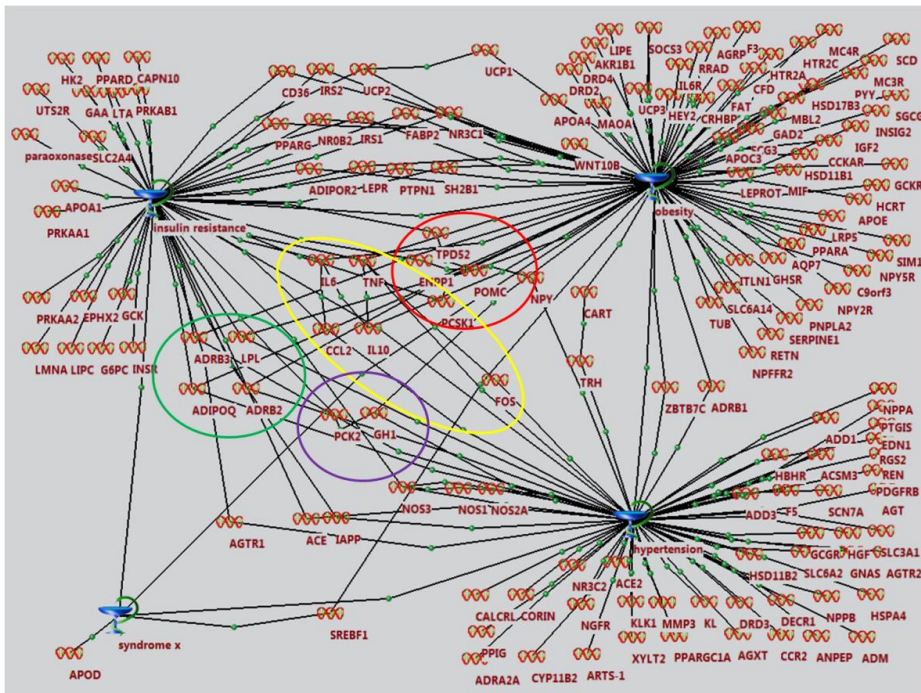 HK2 PPARD CAPN10
UTS2R GAA LTA PRKAB1
paraoxonase SLC2A4
APOA1
PRKAA1
insulin resistance
PRKAA2 EPHX2 GCK
LMNA LIPC G6PC INSR
CD36 IRS2 UCP2
UCP1
PPARG NR0B2 IRS1 FABP2 NR3C1
ADIPOR2 LEPR PTPN1 SH2B1
WNT10B
LIPE SOCS3 AGRP F3 MC4R
AKR1B1 RRAD HTR2C SCD
DRD4 IL6R HTR2A MC3R
DRD2 UCP3 HEY2 FAT CFD PYY
APOA4 MAOA CRHBP MBL2 HSD17B3 SGCG
GAD2 INSIG2
SCG3 IGF2
APOC3 CCKAR
HSD11B1 GCKR
LEPROT MIF HCRT
obesity
APOE
LRP5
PPARA SIM1
AQP7 NPY5R
ITLN1 GHSR C9orf3
SLC6A14 NPY2R
TUB PNPLA2
SERPINE1
RETN
NPFFR2
TPD52
IL6 TNF ENPP1 POMC NPY
PCSK1
CCL2 IL10
CART
ADRB3 LPL
TRH
ADIPOQ ADRB2
FOS
ZBTB7C ADRB1
PCK2 GH1
NPPA
PTGIS
ADD1 EDN1
RGS2
HBHR ACSM3 REN
PDGFRB
NOS3 NOS1 NOS2A
ADD3 F5 SCN7A AGT
AGTR1 ACE IAPP
hypertension
GCGR HGF SLC3A1
HSD11B2 SLC6A2 GNAS AGTR2
NR3C2 ACE2
CALCRL CORIN
NGFR KLK1 MMP3 KL DRD3 DECR1 NPPB HSPA4
SREBF1
syndrome x
PPIG
XYLT2 PPARGC1A AGXT CCR2 ANPEP ADM
APOD
ADRA2A CYP11B2 ARTS-1